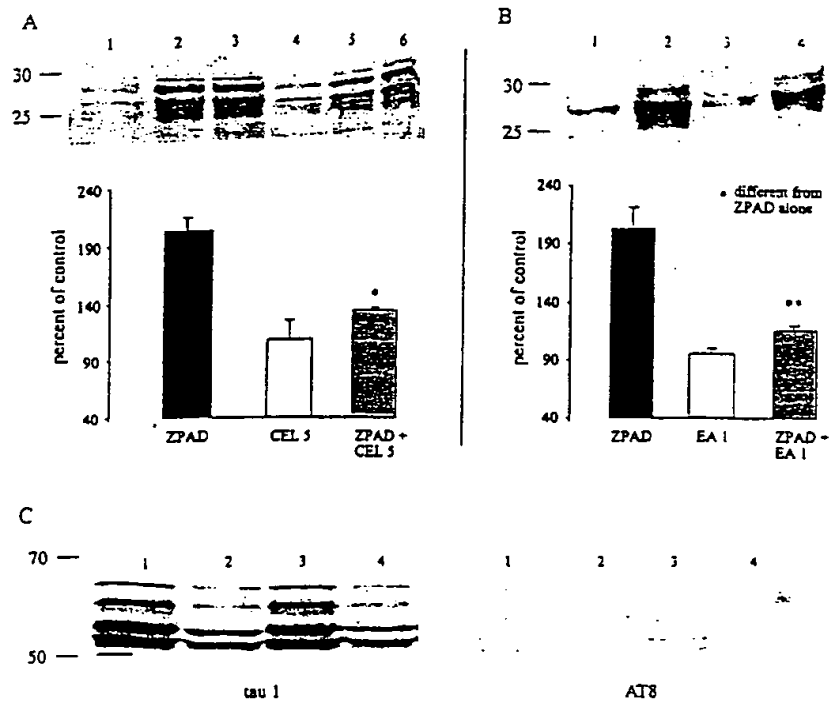 A
1 2 3 4 5 6
30
25
percent of control
240
190
140
90
40
*
ZPAD
CEL 5
ZPAD +
CEL 5
B
1 2 3 4
30
25
percent of control
240
190
140
90
40
* different from
ZPAD alone
**
ZPAD
EA 1
ZPAD +
EA 1
C
70
50
1 2 3 4
tau 1
1 2 3 4
AT8